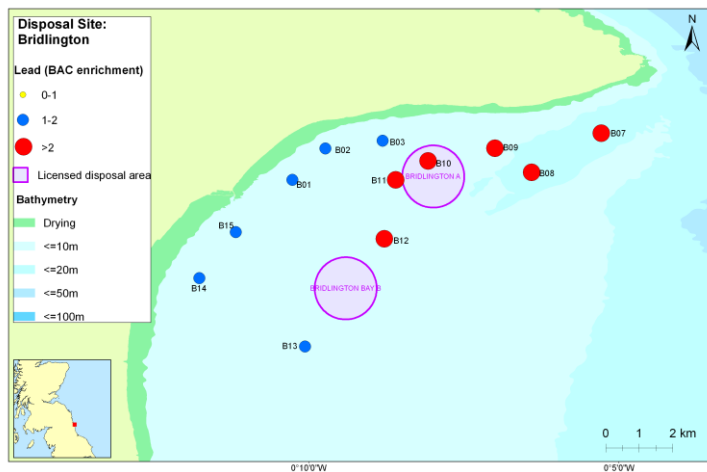 Disposal Site:
Bridlington
Lead (BAC enrichment)
0-1
1-2
>2
Licensed disposal area
Bathymetry
Drying
<=10m
<=20m
<=50m
<=100m
N
B07
B03
B02
B09
B10
B08
BRIDLINGTON A
B11
B01
B15
B12
B14
BRIDLINGTON BAY B
B13
0 1 2 km
0°10'0"W
0°5'0"W